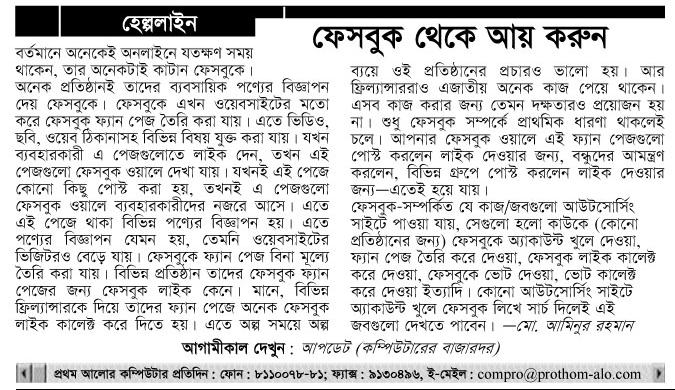 হেল্পলাইন
ফেসবুক থেকে আয় করুন
বর্তমানে অনেকেই অনলাইনে যতক্ষণ সময়
থাকেন, তার অনেকটাই কাটান ফেসবুকে।
অনেক প্রতিষ্ঠানই তাদের ব্যবসায়িক পণ্যের বিজ্ঞাপন
দেয় ফেসবুকে। ফেসবুকে এখন ওয়েবসাইটের মতো
করে ফেসবুক ফ্যান পেজ তৈরি করা যায়। এতে ভিডিও,
ছবি, ওয়েব ঠিকানাসহ বিভিন্ন বিষয় যুক্ত করা যায়। যখন
ব্যবহারকারী এ পেজগুলোতে লাইক দেন, তখন এই
পেজগুলো ফেসবুক ওয়ালে দেখা যায়। যখনই এই পেজে
কোনো কিছু পোস্ট করা হয়, তখনই এ পেজগুলো
ফেসবুক ওয়ালে ব্যবহারকারীদের নজরে আসে। এতে
এই পেজে থাকা বিভিন্ন পণ্যের বিজ্ঞাপন হয়। এতে
পণ্যের বিজ্ঞাপন যেমন হয়, তেমনি ওয়েবসাইটের
ভিজিটরও বেড়ে যায়। ফেসবুকে ফ্যান পেজ বিনা মূল্যে
তৈরি করা যায়। বিভিন্ন প্রতিষ্ঠান তাদের ফেসবুক ফ্যান
পেজের জন্য ফেসবুক লাইক কেনে। মানে, বিভিন্ন
ফ্রিল্যান্সারকে দিয়ে তাদের ফ্যান পেজে অনেক ফেসবুক
লাইক কালেক্ট করে দিতে হয়। এতে অল্প সময়ে অল্প
ব্যয়ে ওই প্রতিষ্ঠানের প্রচারও ভালো হয়। আর
ফ্রিল্যান্সাররাও এজাতীয় অনেক কাজ পেয়ে থাকেন।
এসব কাজ করার জন্য তেমন দক্ষতারও প্রয়োজন হয়
না। শুধু ফেসবুক সম্পর্কে প্রাথমিক ধারণা থাকলেই
চলে। আপনার ফেসবুক ওয়ালে এই ফ্যান পেজগুলো
পোস্ট করলেন লাইক দেওয়ার জন্য, বন্ধুদের আমন্ত্রণ
করলেন, বিভিন্ন গ্রুপে পোস্ট করলেন লাইক দেওয়ার
জন্য—এতেই হয়ে যায়।
ফেসবুক-সম্পর্কিত যে কাজ/জবগুলো আউটসোর্সিং
সাইটে পাওয়া যায়, সেগুলো হলো কাউকে (কোনো
প্রতিষ্ঠানের জন্য) ফেসবুকে অ্যাকাউন্ট খুলে দেওয়া,
ফ্যান পেজ তৈরি করে দেওয়া, ফেসবুক লাইক কালেক্ট
করে দেওয়া, ফেসবুকে ভোট দেওয়া, ভোট কালেক্ট
করে দেওয়া ইত্যাদি। কোনো আউটসোর্সিং সাইটে
অ্যাকাউন্ট খুলে ফেসবুক লিখে সার্চ দিলেই এই
জবগুলো দেখতে পাবেন। —মো. আমিনুর রহমান
আগামীকাল দেখুন : আপডেট (কম্পিউটারের বাজারদর)
প্রথম আলোর কম্পিউটার প্রতিদিন : ফোন : ৮১১০০৭৮-৮১; ফ্যাক্স : ৯১৩০৪৯৬, ই-মেইল : compro@prothom-alo.com